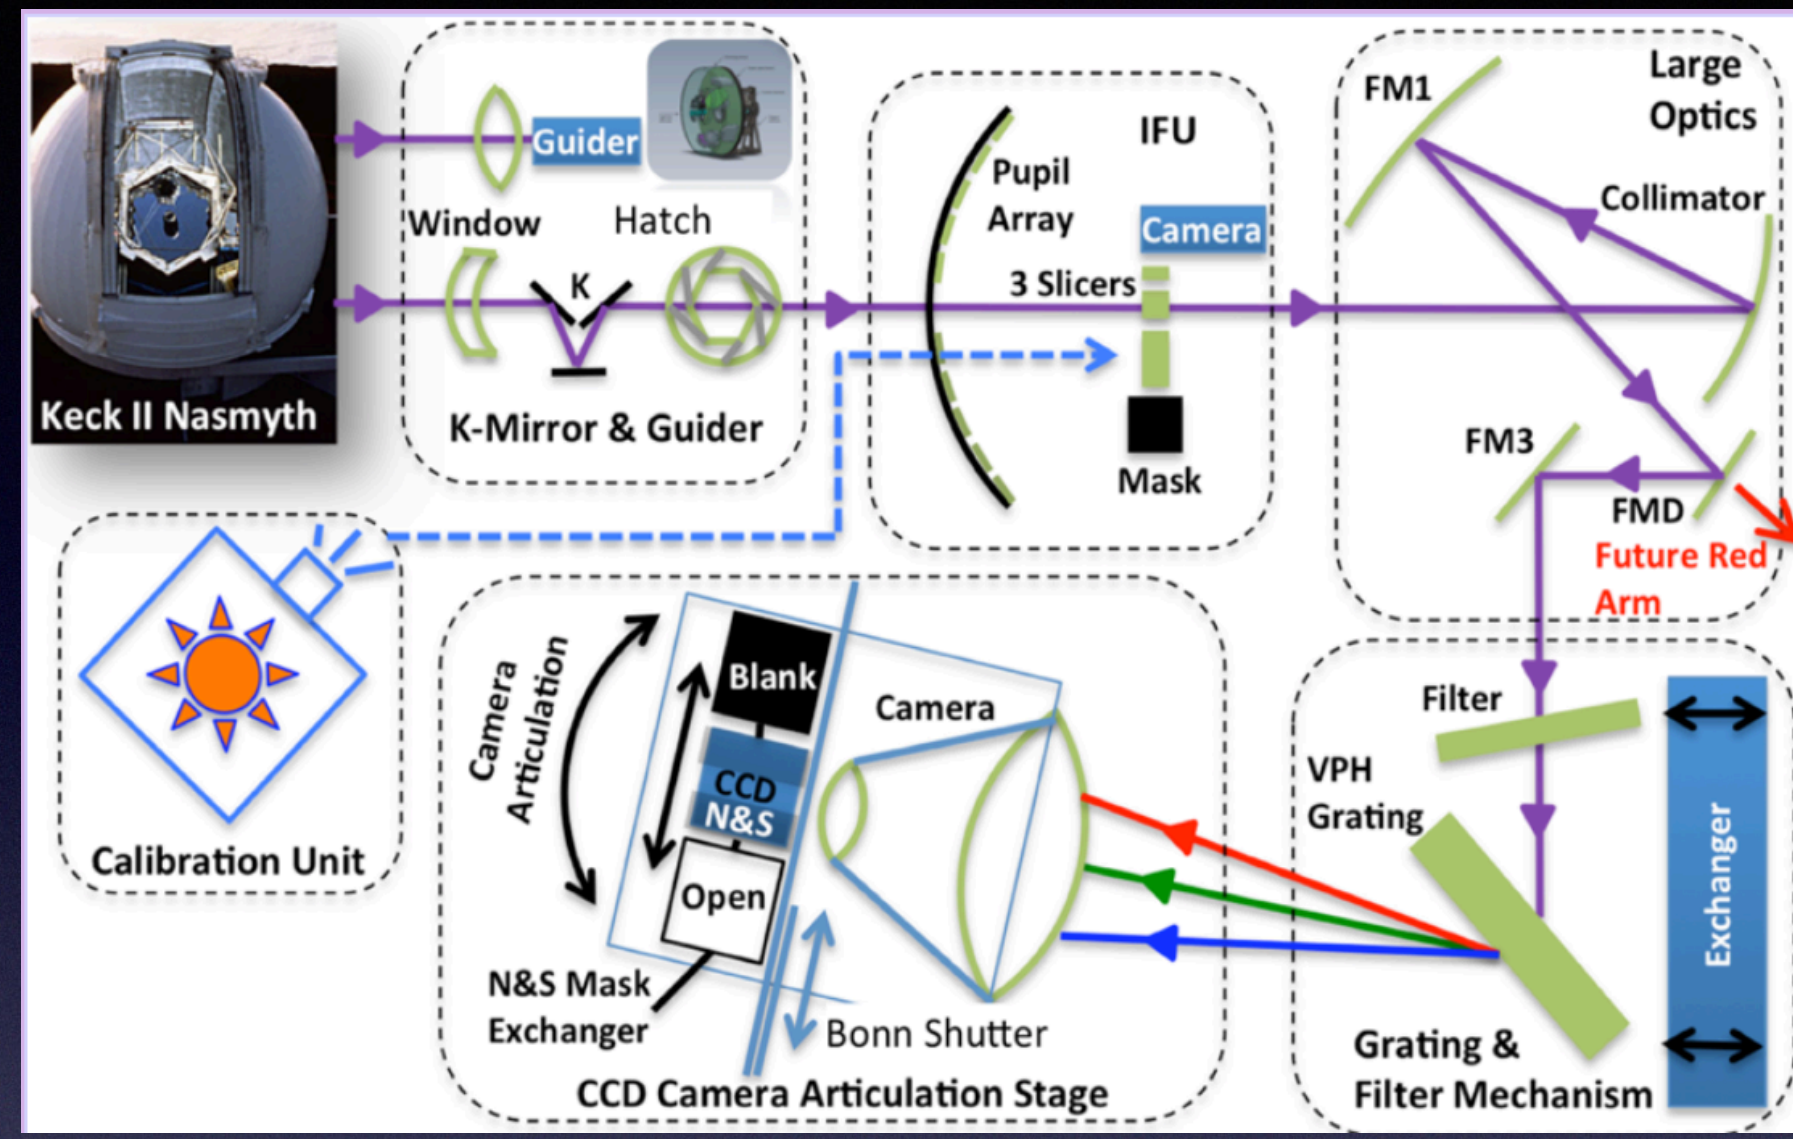 Keck II Nasmyth
Guider
Window
Hatch
K
K-Mirror & Guider
IFU
Pupil
Array
Camera
3 Slicers
Mask
Large
Optics
FM1
Collimator
FM3
FMD
Future Red
Arm
Calibration Unit
Camera
Articulation
Blank
CCD
N&S
Open
Camera
N&S Mask
Exchanger
Bonn Shutter
CCD Camera Articulation Stage
Filter
VPH
Grating
Exchanger
Grating &
Filter Mechanism